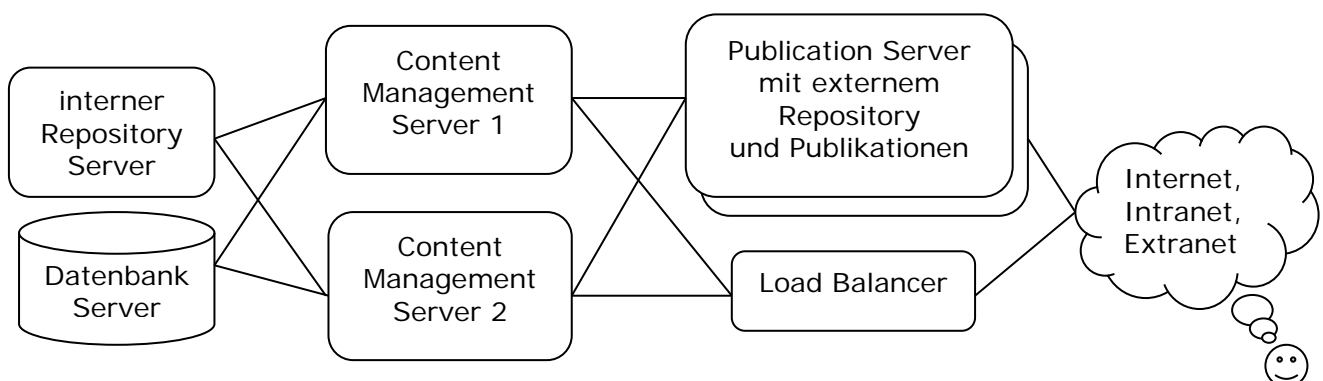 interner
Repository
Server
Datenbank
Server
Content
Management
Server 1
Content
Management
Server 2
Publication Server
mit externem
Repository
und Publikationen
Load Balancer
Internet,
Intranet,
Extranet